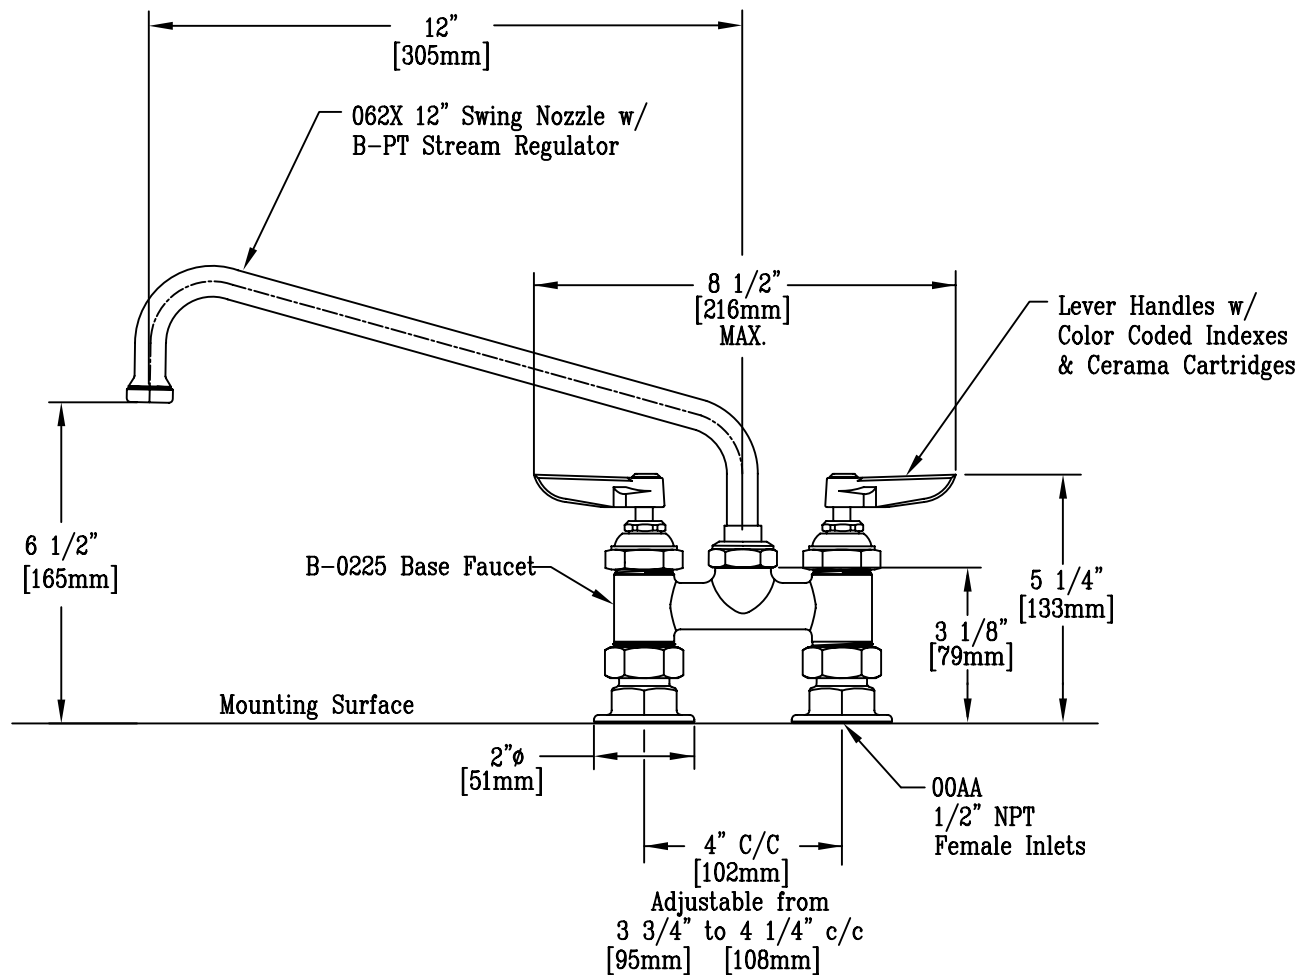 12"
[305mm]
062X 12" Swing Nozzle w/
B-PT Stream Regulator
8 1/2"
[216mm]
MAX.
Lever Handles w/
Color Coded Indexes
& Cerama Cartridges
6 1/2"
[165mm]
B-0225 Base Faucet
5 1/4"
[133mm]
3 1/8"
[79mm]
Mounting Surface
2"ø
[51mm]
00AA
1/2" NPT
Female Inlets
4" C/C
[102mm]
Adjustable from
3 3/4" to 4 1/4" c/c
[95mm] [108mm]